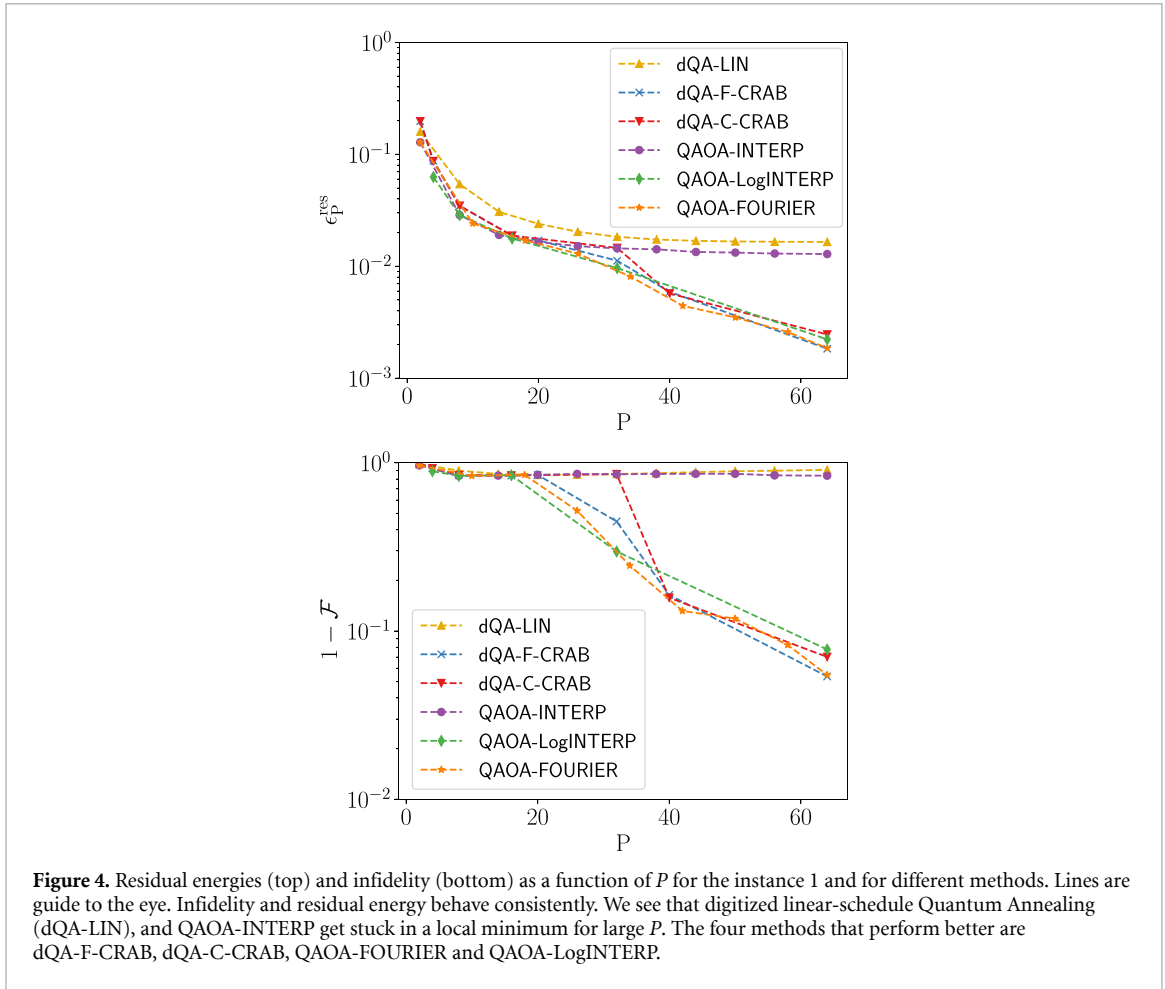 10⁰
10⁻¹
10⁻²
10⁻³
ϵ_P^res
dQA-LIN
dQA-F-CRAB
dQA-C-CRAB
QAOA-INTERP
QAOA-LogINTERP
QAOA-FOURIER
0 20 40 60
P
10⁰
10⁻¹
10⁻²
1 − ℱ
dQA-LIN
dQA-F-CRAB
dQA-C-CRAB
QAOA-INTERP
QAOA-LogINTERP
QAOA-FOURIER
0 20 40 60
P
Figure 4. Residual energies (top) and infidelity (bottom) as a function of P for the instance 1 and for different methods. Lines are
guide to the eye. Infidelity and residual energy behave consistently. We see that digitized linear-schedule Quantum Annealing
(dQA-LIN), and QAOA-INTERP get stuck in a local minimum for large P. The four methods that perform better are
dQA-F-CRAB, dQA-C-CRAB, QAOA-FOURIER and QAOA-LogINTERP.